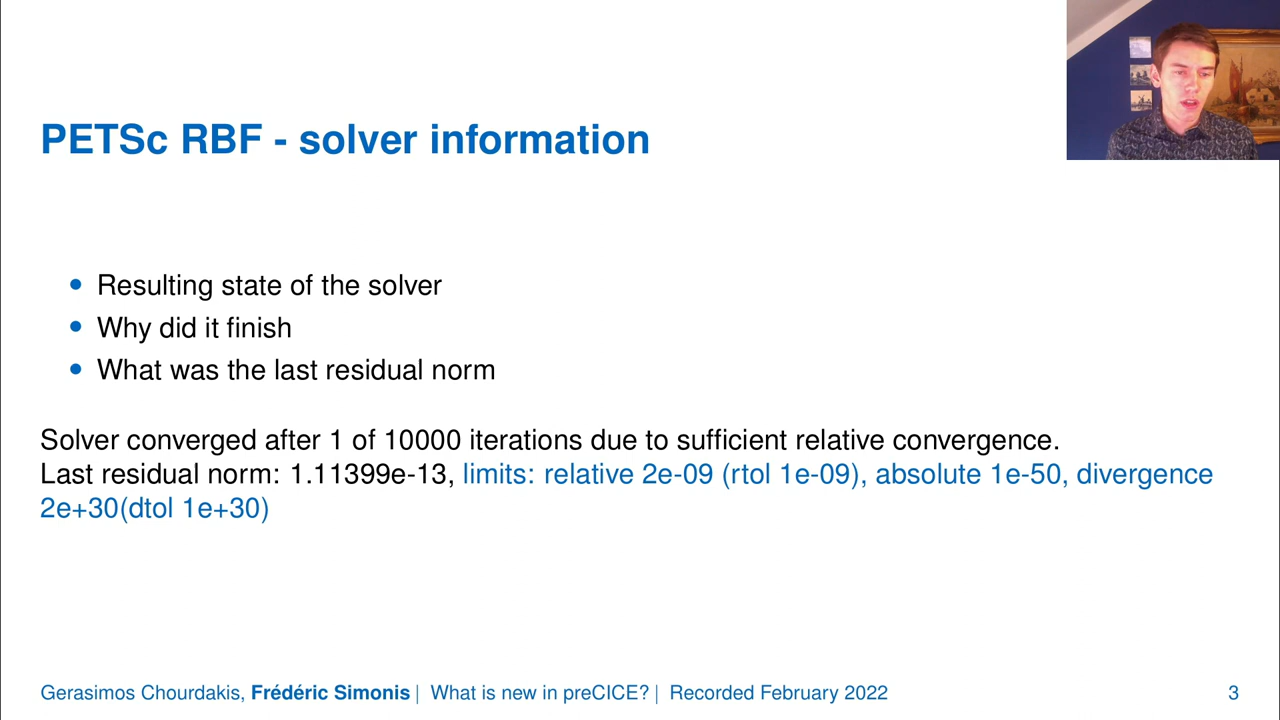 PETSc RBF - solver information
• Resulting state of the solver
• Why did it finish
• What was the last residual norm
Solver converged after 1 of 10000 iterations due to sufficient relative convergence.
Last residual norm: 1.11399e-13, limits: relative 2e-09 (rtol 1e-09), absolute 1e-50, divergence
2e+30(dtol 1e+30)
Gerasimos Chourdakis, Frédéric Simonis | What is new in preCICE? | Recorded February 2022 3